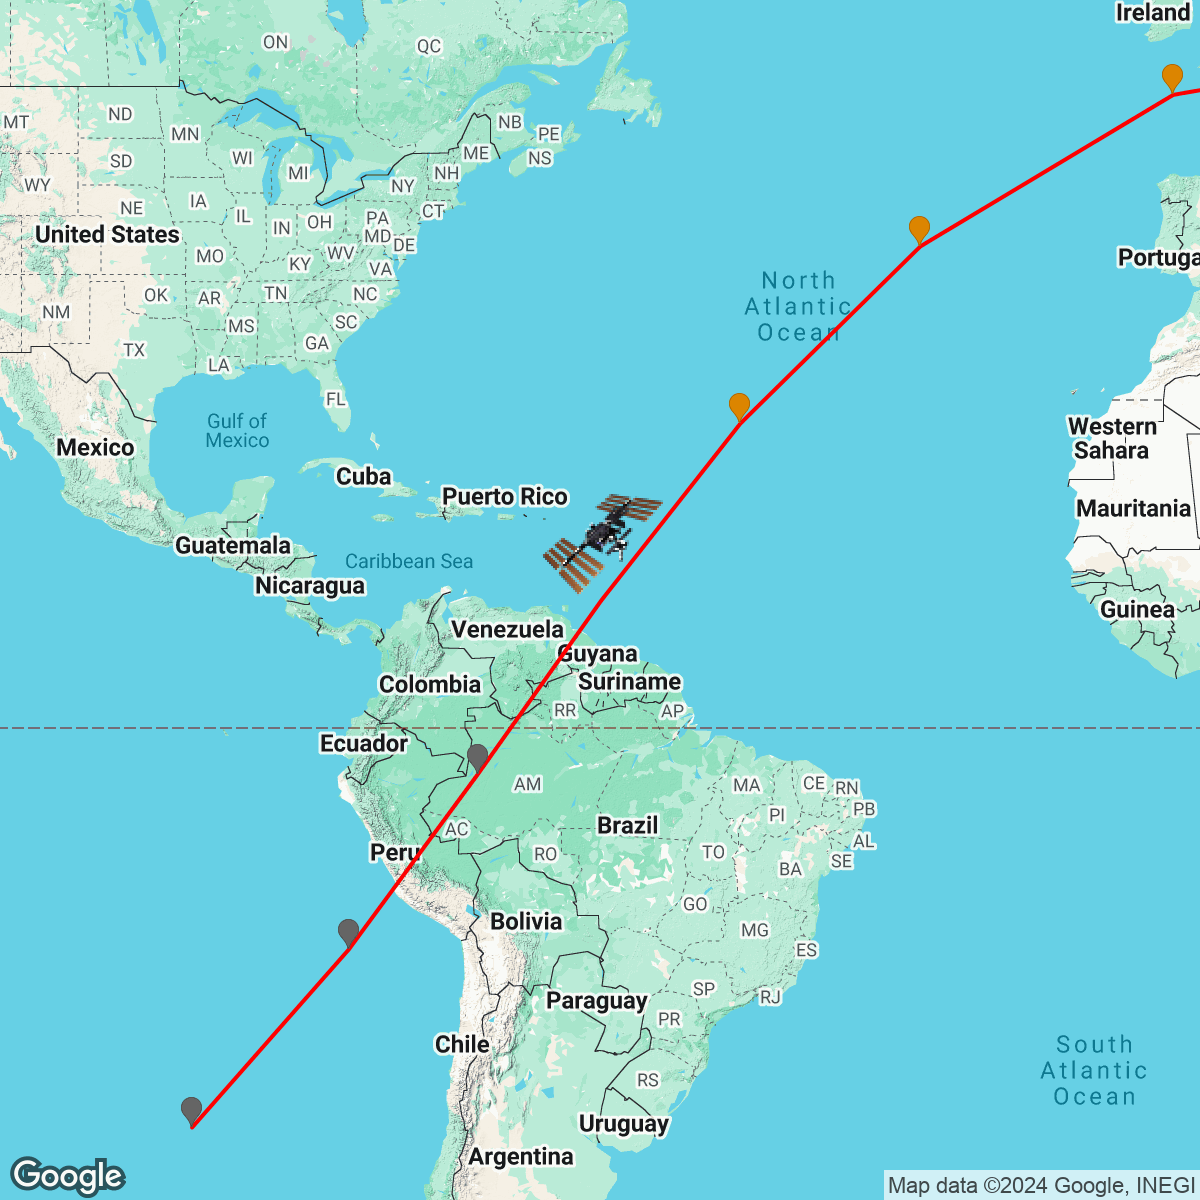 Ireland
ON
QC
MT
ND
MN
NB
PE
SD
WI
MI
ME
NS
WY
NH
NE
IA
IL
IN
OH
NY
PA
CT
United States
MD
DE
MO
KY
WV
VA
Portuga
North
Atlantic
Ocean
OK
AR
TN
NC
NM
MS
SC
GA
TX
LA
FL
Gulf of
Mexico
Mexico
Western
Sahara
Cuba
Puerto Rico
Mauritania
Guatemala
Caribbean Sea
Nicaragua
Guinea
Venezuela
Guyana
Colombia
Suriname
RR
AP
Ecuador
AM
MA
CE
RN
PB
PI
AC
Brazil
AL
Peru
RO
TO
SE
BA
GO
Bolivia
MG
ES
SP
RJ
Paraguay
PR
Chile
South
Atlantic
Ocean
RS
Uruguay
Argentina
Google
Map data ©2024 Google, INEGI